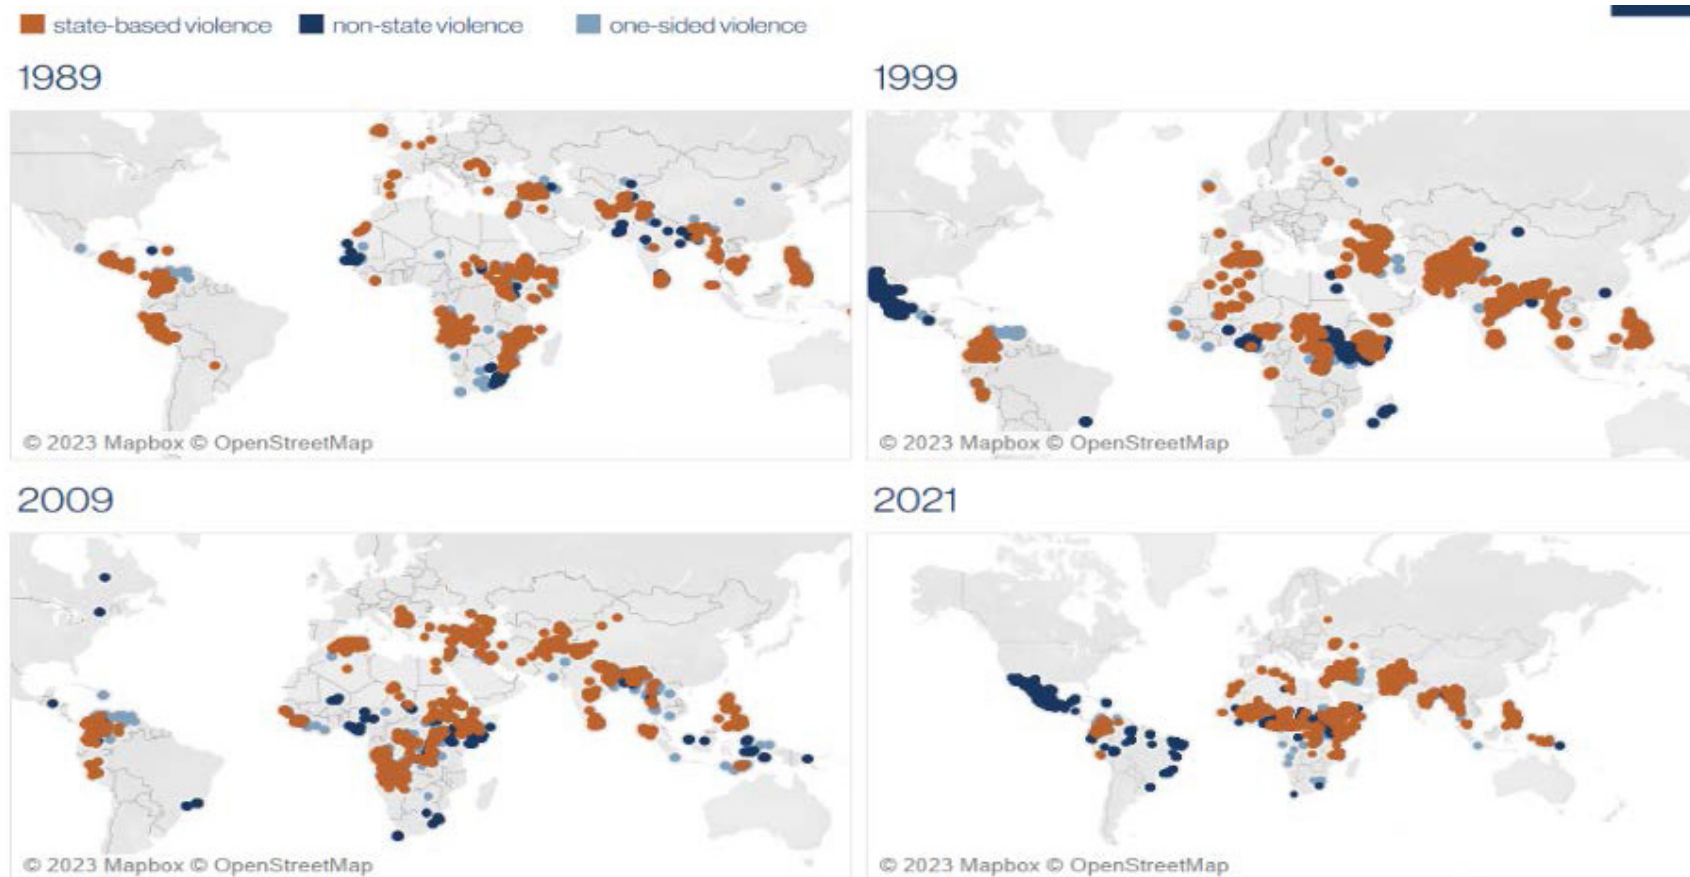 state-based violence non-state violence one-sided violence
1989
1999
© 2023 Mapbox © OpenStreetMap
© 2023 Mapbox © OpenStreetMap
2009
2021
© 2023 Mapbox © OpenStreetMap
© 2023 Mapbox © OpenStreetMap